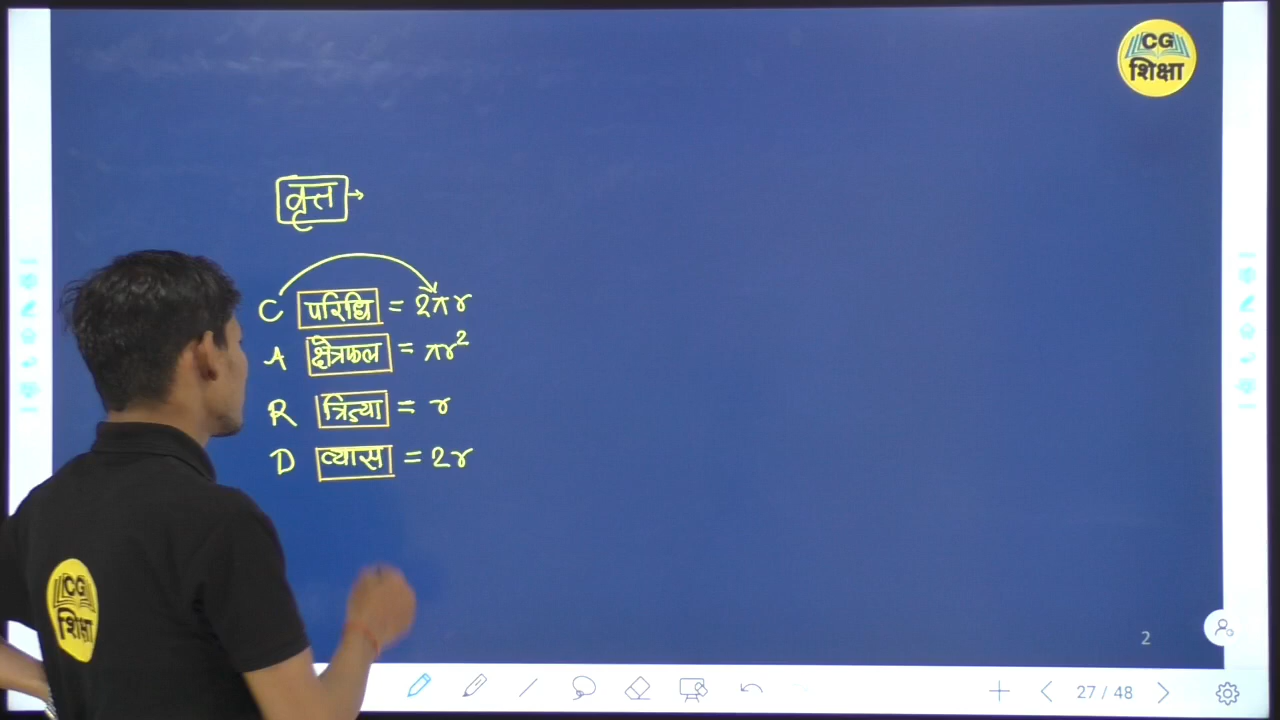 CG
शिक्षा
वृत्त →
C परिधि = 2πr
A क्षेत्रफल = πr²
R त्रिज्या = r
D व्यास = 2r
CG
शिक्षा
2
27 / 48